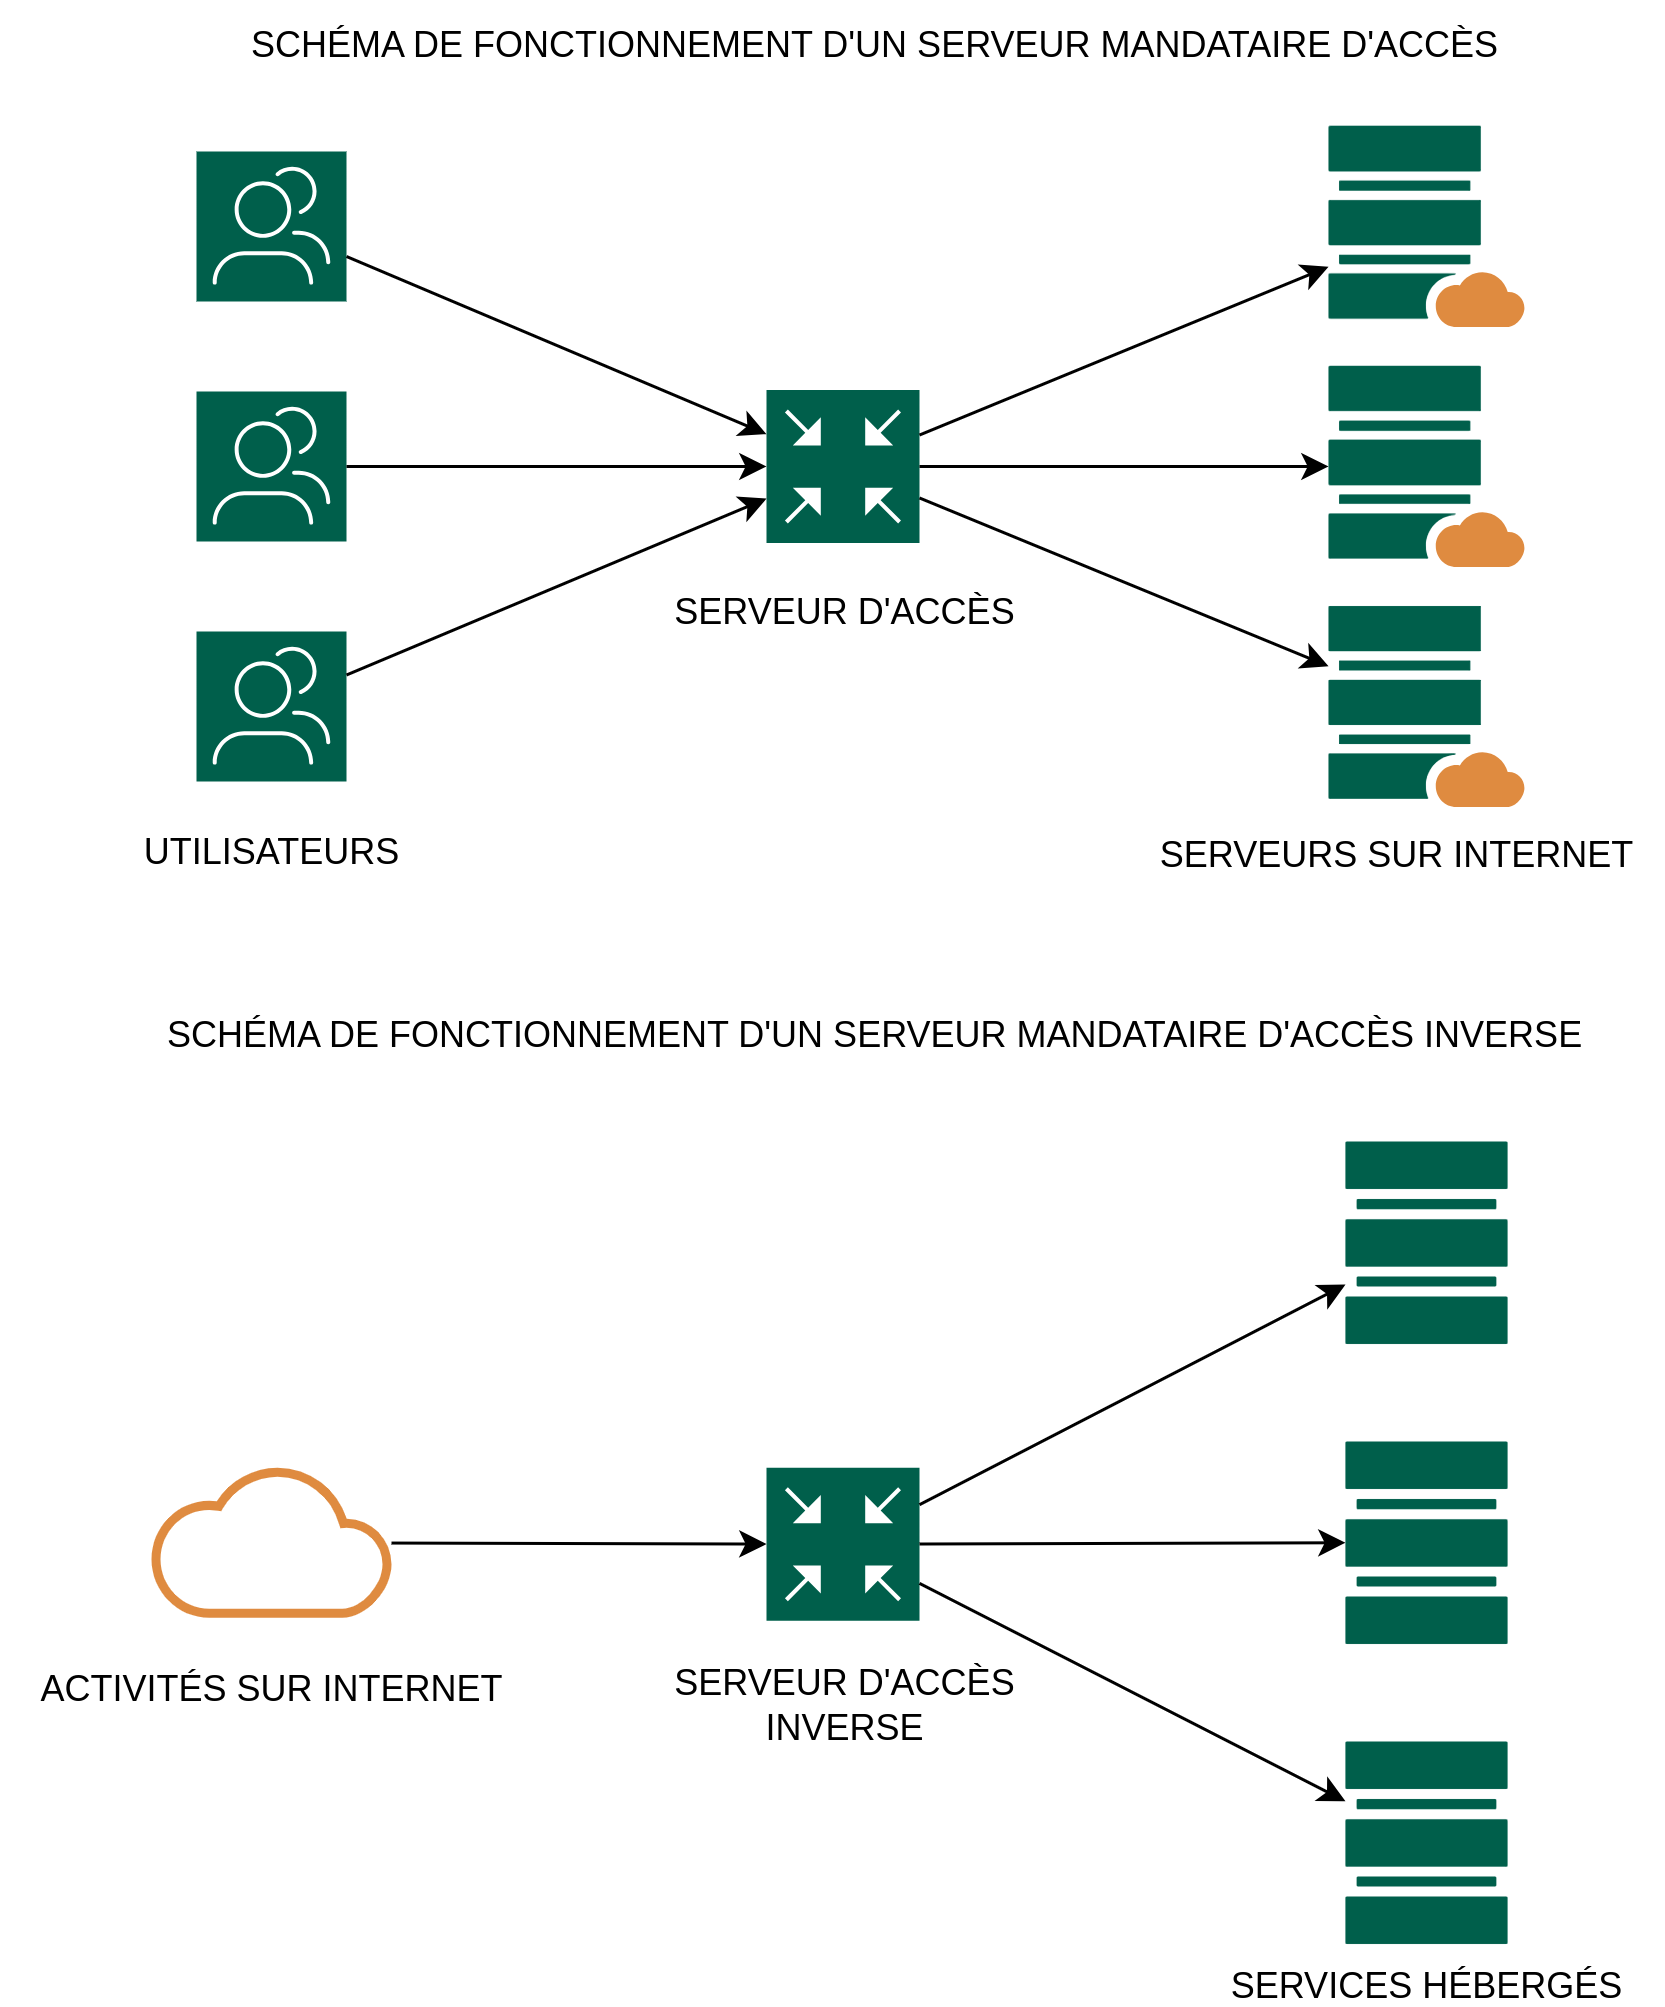 SCHÉMA DE FONCTIONNEMENT D'UN SERVEUR MANDATAIRE D'ACCÈS
SERVEUR D'ACCÈS
UTILISATEURS
SERVEURS SUR INTERNET
SCHÉMA DE FONCTIONNEMENT D'UN SERVEUR MANDATAIRE D'ACCÈS INVERSE
ACTIVITÉS SUR INTERNET
SERVEUR D'ACCÈS
INVERSE
SERVICES HÉBERGÉS